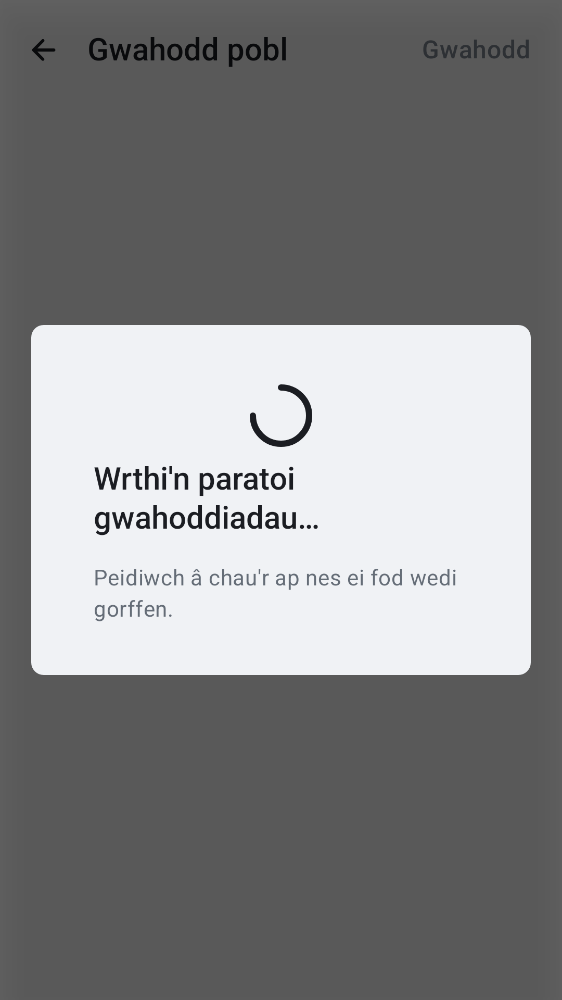 Gwahodd pobl
Gwahodd
Wrthi'n paratoi
gwahoddiadau…
Peidiwch â chau'r ap nes ei fod wedi
gorffen.